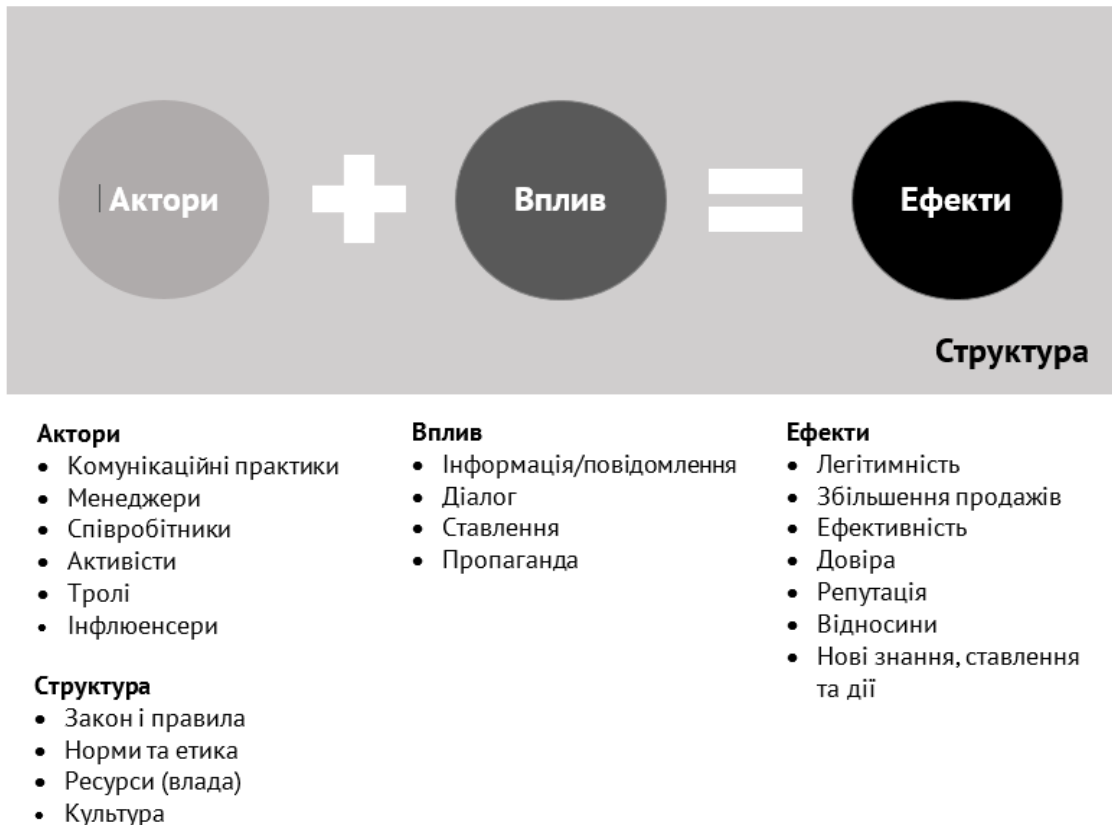 Актори
Вплив
Ефекти
Структура
Актори
• Комунікаційні практики
• Менеджери
• Співробітники
• Активісти
• Тролі
• Інфлюенсери
Структура
• Закон і правила
• Норми та етика
• Ресурси (влада)
• Культура
Вплив
• Інформація/повідомлення
• Діалог
• Ставлення
• Пропаганда
Ефекти
• Легітимність
• Збільшення продажів
• Ефективність
• Довіра
• Репутація
• Відносини
• Нові знання, ставлення
та дії